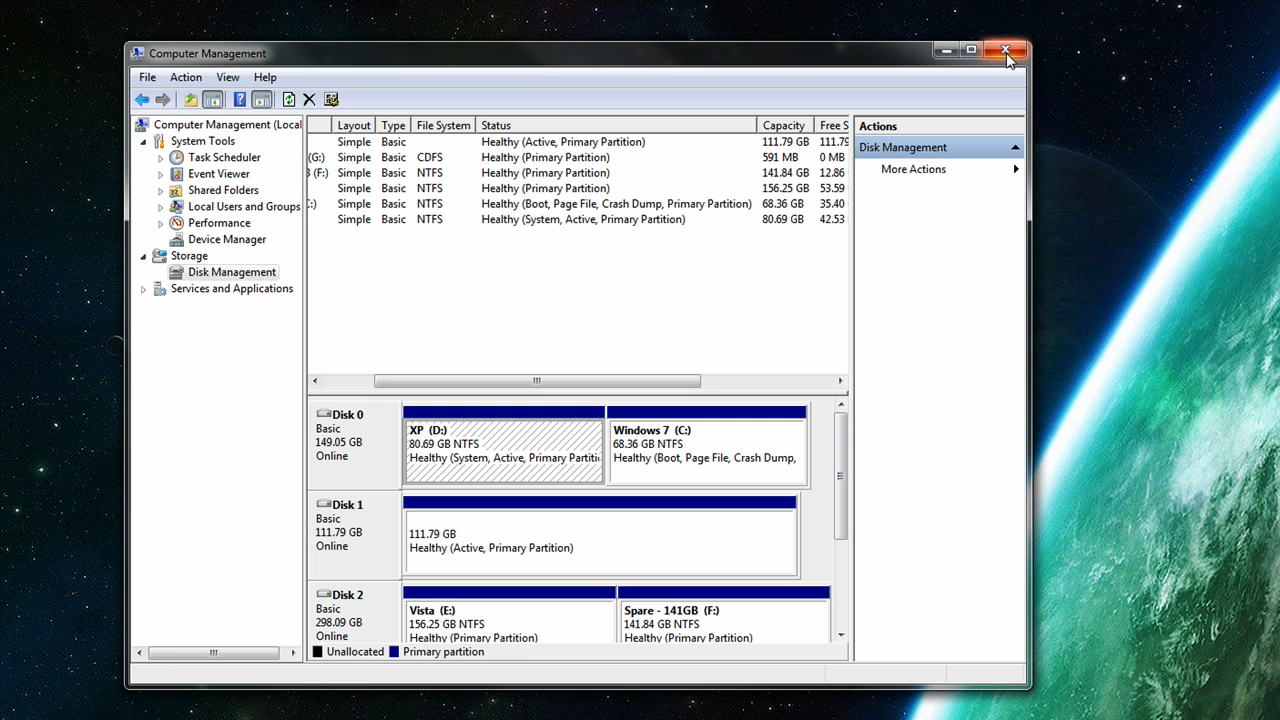 Computer Management
File Action View Help
Computer Management (Local
System Tools
Task Scheduler
Event Viewer
Shared Folders
Local Users and Groups
Performance
Device Manager
Storage
Disk Management
Services and Applications
Layout Type File System Status Capacity Free S
Simple Basic Healthy (Active, Primary Partition) 111.79 GB 111.79
(G:) Simple Basic CDFS Healthy (Primary Partition) 591 MB 0 MB
(F:) Simple Basic NTFS Healthy (Primary Partition) 141.84 GB 12.86
Simple Basic NTFS Healthy (Primary Partition) 156.25 GB 53.59
:) Simple Basic NTFS Healthy (Boot, Page File, Crash Dump, Primary Partition) 68.36 GB 35.40
Simple Basic NTFS Healthy (System, Active, Primary Partition) 80.69 GB 42.53
Disk 0
Basic
149.05 GB
Online
XP (D:)
80.69 GB NTFS
Healthy (System, Active, Primary Partiti
Windows 7 (C:)
68.36 GB NTFS
Healthy (Boot, Page File, Crash Dump,
Disk 1
Basic
111.79 GB
Online
111.79 GB
Healthy (Active, Primary Partition)
Disk 2
Basic
298.09 GB
Online
Vista (E:)
156.25 GB NTFS
Healthy (Primary Partition)
Spare - 141GB (F:)
141.84 GB NTFS
Healthy (Primary Partition)
Unallocated Primary partition
Actions
Disk Management
More Actions